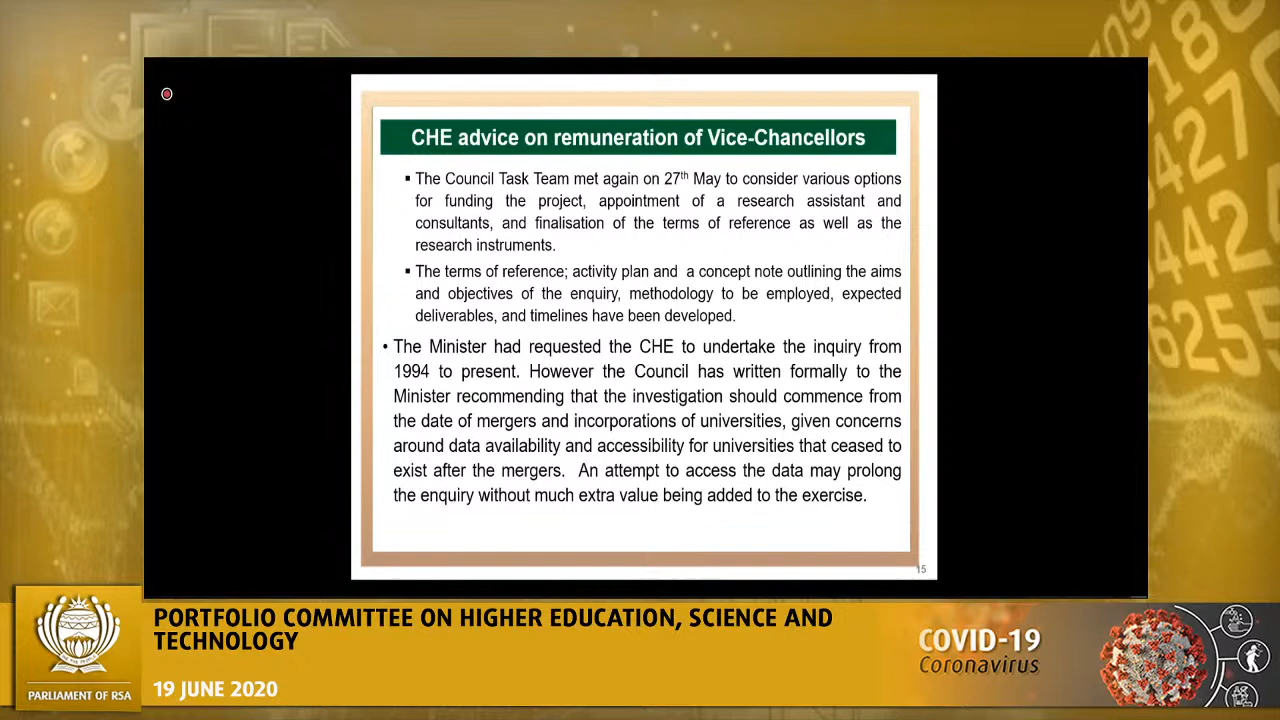 CHE advice on remuneration of Vice-Chancellors
▪ The Council Task Team met again on 27th May to consider various options
for funding the project, appointment of a research assistant and
consultants, and finalisation of the terms of reference as well as the
research instruments.
▪ The terms of reference; activity plan and a concept note outlining the aims
and objectives of the enquiry, methodology to be employed, expected
deliverables, and timelines have been developed.
• The Minister had requested the CHE to undertake the inquiry from
1994 to present. However the Council has written formally to the
Minister recommending that the investigation should commence from
the date of mergers and incorporations of universities, given concerns
around data availability and accessibility for universities that ceased to
exist after the mergers. An attempt to access the data may prolong
the enquiry without much extra value being added to the exercise.
15
PORTFOLIO COMMITTEE ON HIGHER EDUCATION, SCIENCE AND
TECHNOLOGY
19 JUNE 2020
PARLIAMENT OF RSA
COVID-19
Coronavirus